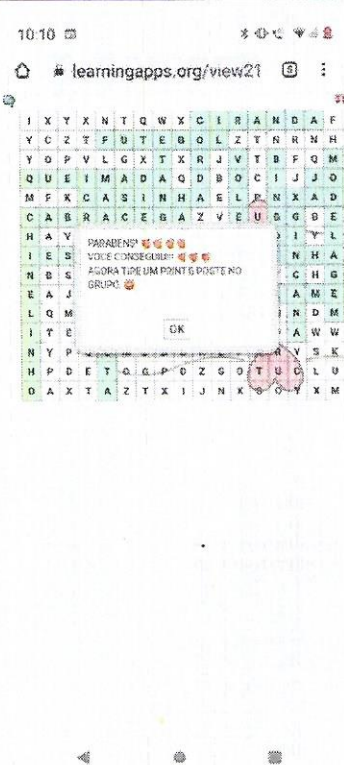 10:10
learningapps.org/view21
I X Y X N T Q W X C I R A N D A F
Y C Z T F U T E B O L Z T N R N H
Y O P V L G X T X R J V T B F Q M
Q U E I M A D A Q D B O C I J J O
M F K C A S I N H A E L P N X A D
C A B R A C E G A Z V E U G G B E
H A Y I Y L
I E S N H A
N B S C H G
E A J A M E
L Q M N D M
I T E A W W
N Y P R Y S K
H P D E T O G P D Z S O T U C L U
O A X T A Z T X I J N K S O Y X M
PARABENS!
VOCE CONSEGUIU!!!
AGORA TIRE UM PRINT E POSTE NO
GRUPO.
OK